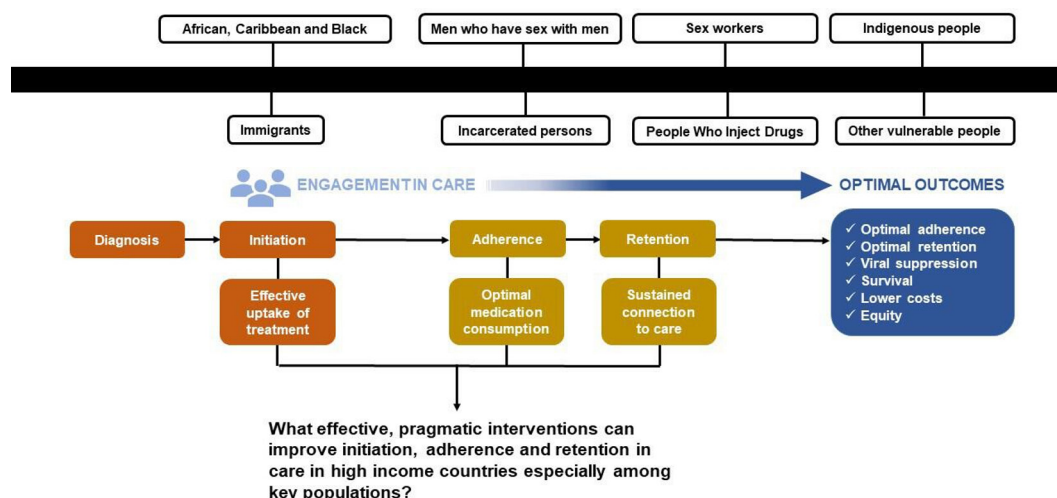 African, Caribbean and Black
Men who have sex with men
Sex workers
Indigenous people
Immigrants
Incarcerated persons
People Who Inject Drugs
Other vulnerable people
ENGAGEMENT IN CARE
OPTIMAL OUTCOMES
Diagnosis
Initiation
Adherence
Retention
✓ Optimal adherence
✓ Optimal retention
✓ Viral suppression
✓ Survival
✓ Lower costs
✓ Equity
Effective
uptake of
treatment
Optimal
medication
consumption
Sustained
connection
to care
What effective, pragmatic interventions can
improve initiation, adherence and retention in
care in high income countries especially among
key populations?